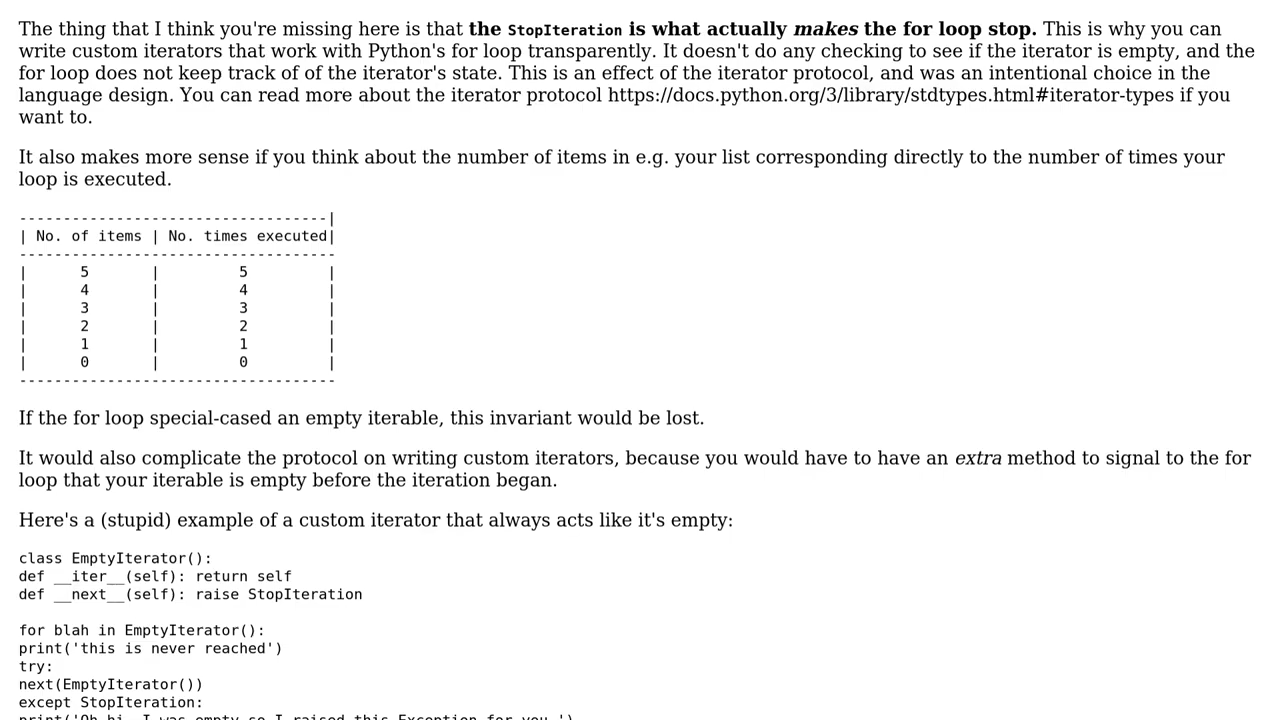 The thing that I think you're missing here is that the StopIteration is what actually makes the for loop stop. This is why you can
write custom iterators that work with Python's for loop transparently. It doesn't do any checking to see if the iterator is empty, and the
for loop does not keep track of of the iterator's state. This is an effect of the iterator protocol, and was an intentional choice in the
language design. You can read more about the iterator protocol https://docs.python.org/3/library/stdtypes.html#iterator-types if you
want to.
It also makes more sense if you think about the number of items in e.g. your list corresponding directly to the number of times your
loop is executed.
-----------------------------------|
| No. of items | No. times executed|
------------------------------------
|      5       |         5         |
|      4       |         4         |
|      3       |         3         |
|      2       |         2         |
|      1       |         1         |
|      0       |         0         |
------------------------------------
If the for loop special-cased an empty iterable, this invariant would be lost.
It would also complicate the protocol on writing custom iterators, because you would have to have an extra method to signal to the for
loop that your iterable is empty before the iteration began.
Here's a (stupid) example of a custom iterator that always acts like it's empty:
class EmptyIterator():
def __iter__(self): return self
def __next__(self): raise StopIteration
for blah in EmptyIterator():
print('this is never reached')
try:
next(EmptyIterator())
except StopIteration:
print('Oh hi, I was empty so I raised this Exception for you.')